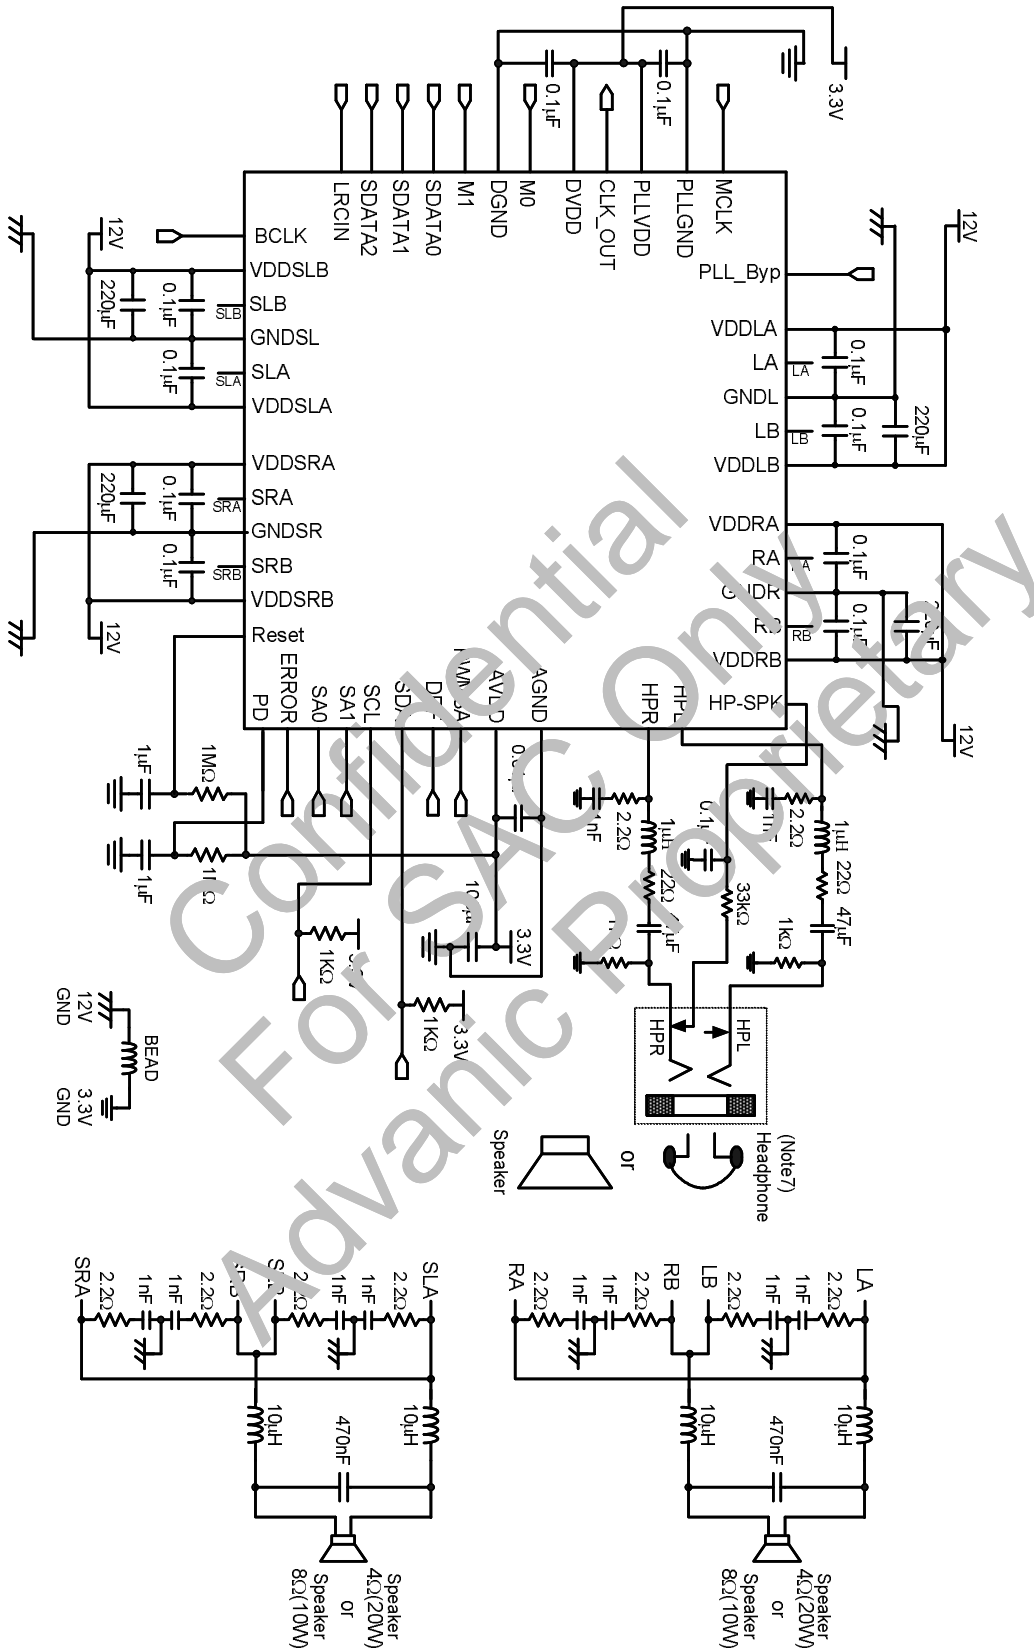 3.3V
0.1µF
0.1µF
LRCIN
SDATA2
SDATA1
SDATA0
M1
DGND
M0
DVDD
CLK_OUT
PLLVDD
PLLGND
MCLK
12V
BCLK
VDDSLB
SLB
SLB
GNDSL
SLA
SLA
VDDSLA
220µF
0.1µF
0.1µF
VDDSRA
SRA
SRA
GNDSR
SRB
SRB
VDDSRB
220µF
0.1µF
0.1µF
12V
Reset
12V
PLL_Byp
VDDLA
LA
LA
GNDL
LB
LB
VDDLB
0.1µF
0.1µF
220µF
VDDRA
RA
GNDR
RB
VDDRB
0.1µF
0.1µF
12V
HP-SPK
PD
ERROR
SA0
SA1
SCL
AGND
HPR
HPL
1µF
1MΩ
1µF
1KΩ
3.3V
1KΩ
3.3V
1nF
2.2Ω
1µH
22Ω
33kΩ
2.2Ω
1µH
22Ω
47µF
1kΩ
HPR
HPL
(Note7)
Headphone
or
Speaker
12V
GND
BEAD
3.3V
GND
SRA
2.2Ω
1nF
1nF
2.2Ω
1nF
1nF
2.2Ω
SLA
10µH
470nF
10µH
Speaker
4Ω(20W)
or
Speaker
8Ω(10W)
RA
2.2Ω
1nF
1nF
2.2Ω
RB
LB
2.2Ω
1nF
1nF
2.2Ω
LA
10µH
470nF
10µH
Speaker
4Ω(20W)
or
Speaker
8Ω(10W)
Confidential
For SAC Only
Advanic Proprietary